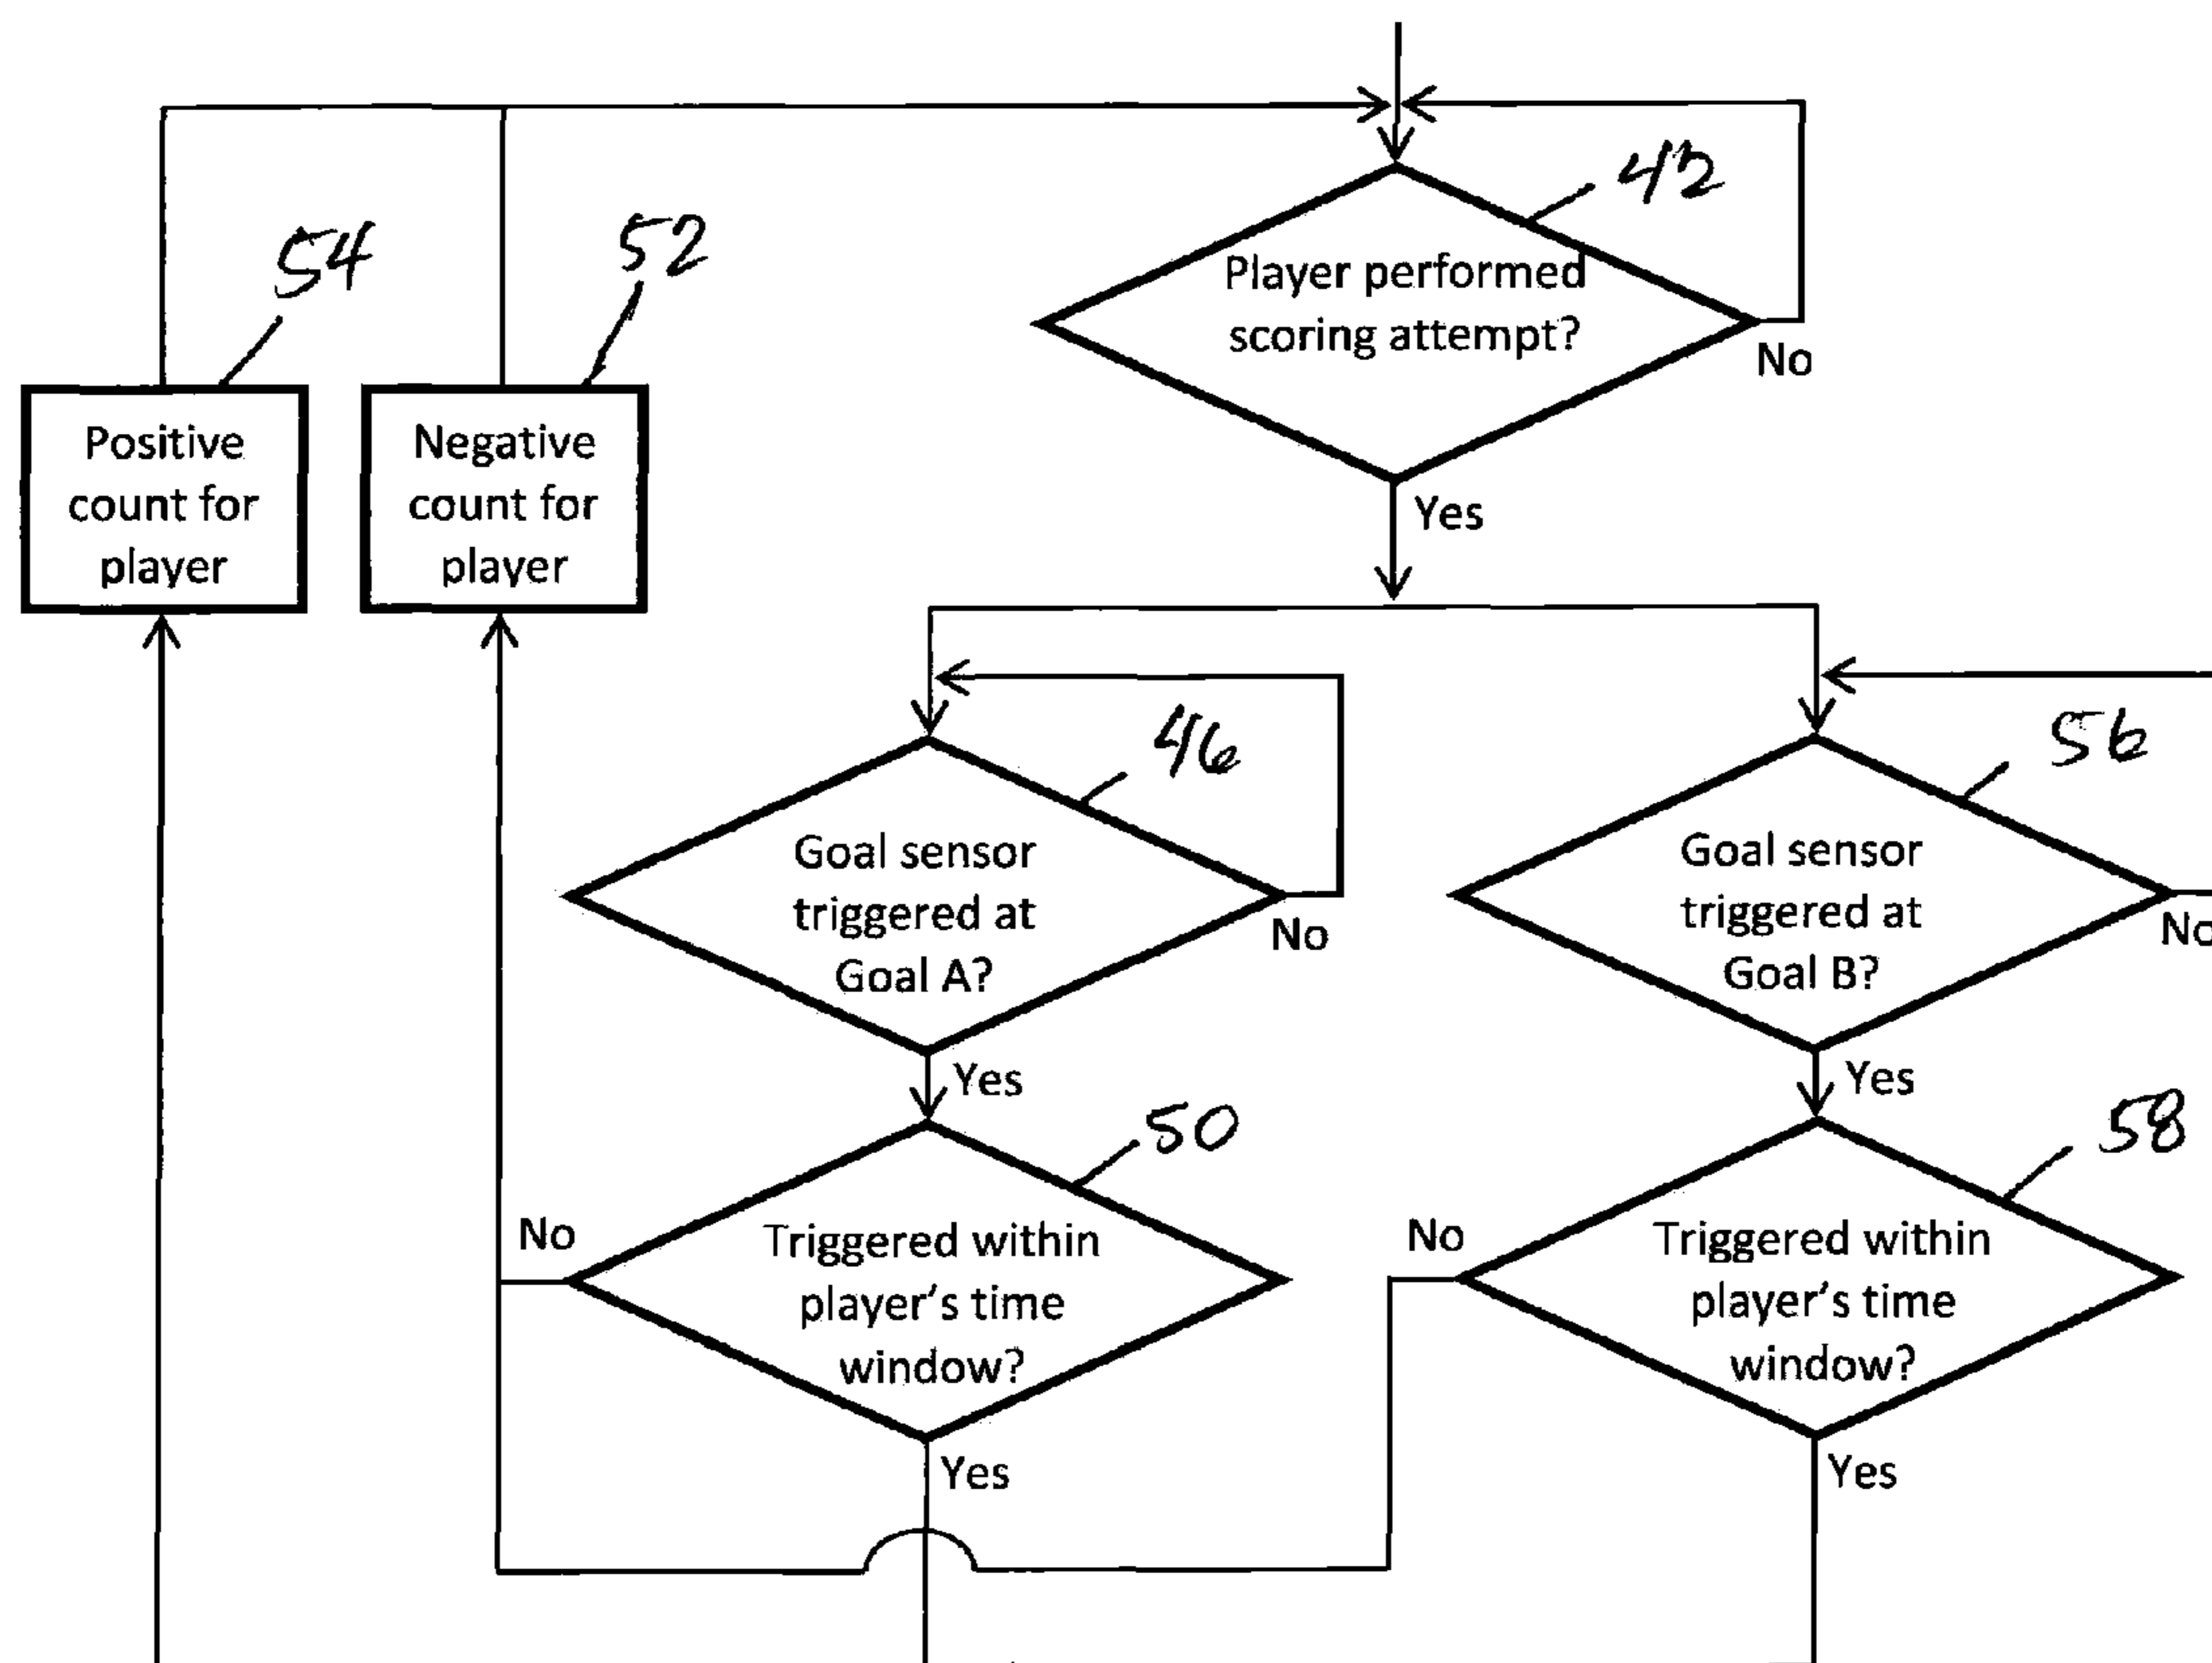 42
Player performed
scoring attempt?
No
Yes
54
52
Positive
count for
player
Negative
count for
player
46
Goal sensor
triggered at
Goal A?
No
Yes
56
Goal sensor
triggered at
Goal B?
No
Yes
50
No
Triggered within
player's time
window?
Yes
58
No
Triggered within
player's time
window?
Yes